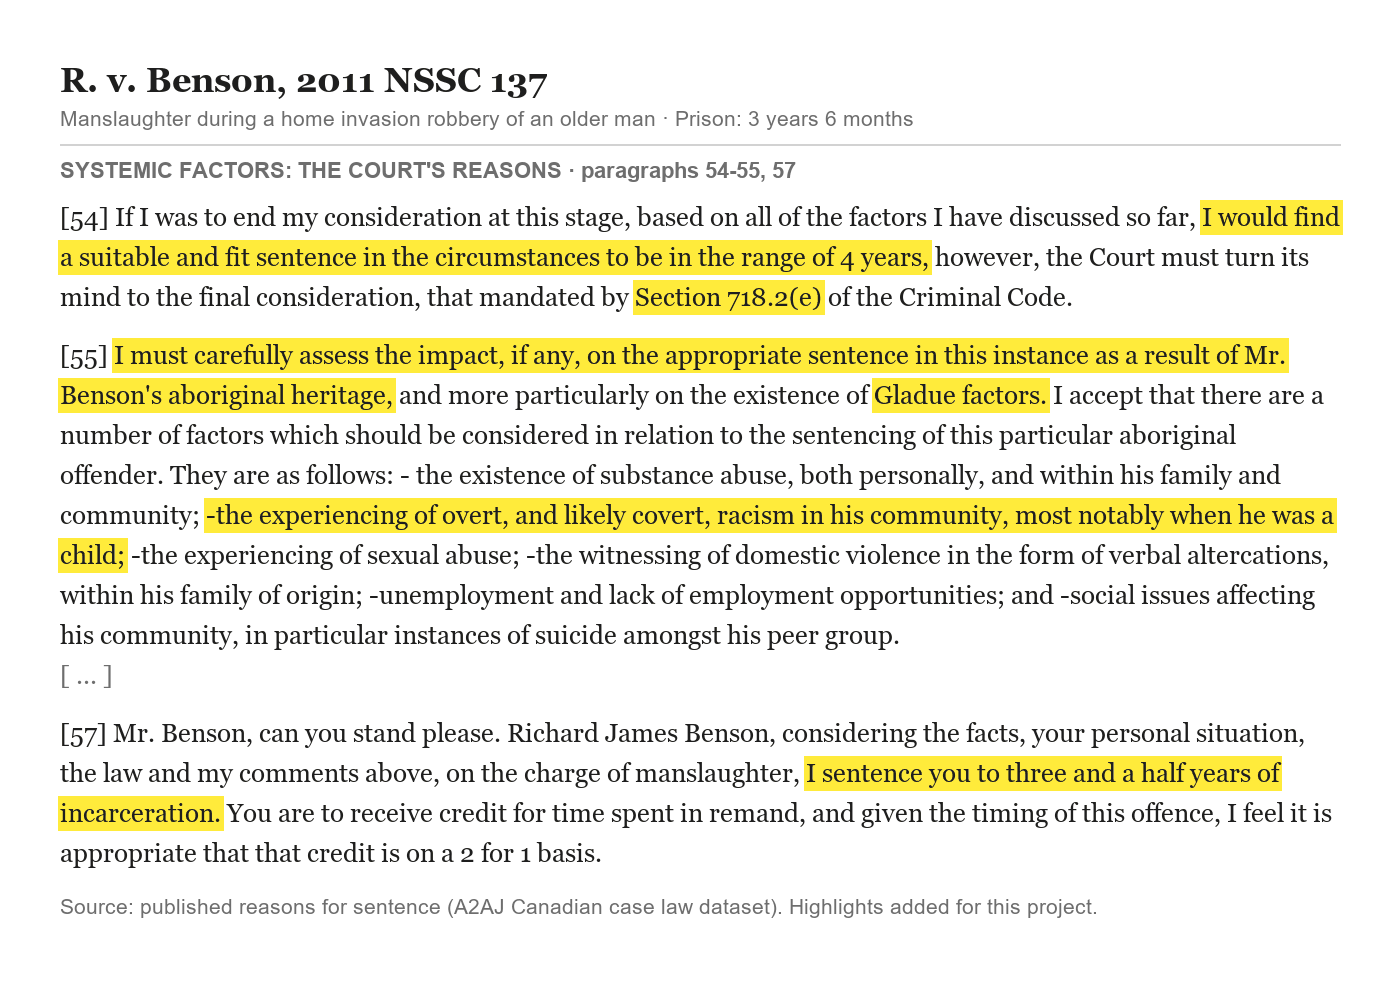 R. v. Benson, 2011 NSSC 137
Manslaughter during a home invasion robbery of an older man · Prison: 3 years 6 months
SYSTEMIC FACTORS: THE COURT'S REASONS · paragraphs 54-55, 57
[54] If I was to end my consideration at this stage, based on all of the factors I have discussed so far, I would find
a suitable and fit sentence in the circumstances to be in the range of 4 years, however, the Court must turn its
mind to the final consideration, that mandated by Section 718.2(e) of the Criminal Code.
[55] I must carefully assess the impact, if any, on the appropriate sentence in this instance as a result of Mr.
Benson's aboriginal heritage, and more particularly on the existence of Gladue factors. I accept that there are a
number of factors which should be considered in relation to the sentencing of this particular aboriginal
offender. They are as follows: - the existence of substance abuse, both personally, and within his family and
community; -the experiencing of overt, and likely covert, racism in his community, most notably when he was a
child; -the experiencing of sexual abuse; -the witnessing of domestic violence in the form of verbal altercations,
within his family of origin; -unemployment and lack of employment opportunities; and -social issues affecting
his community, in particular instances of suicide amongst his peer group.
[ ... ]
[57] Mr. Benson, can you stand please. Richard James Benson, considering the facts, your personal situation,
the law and my comments above, on the charge of manslaughter, I sentence you to three and a half years of
incarceration. You are to receive credit for time spent in remand, and given the timing of this offence, I feel it is
appropriate that that credit is on a 2 for 1 basis.
Source: published reasons for sentence (A2AJ Canadian case law dataset). Highlights added for this project.